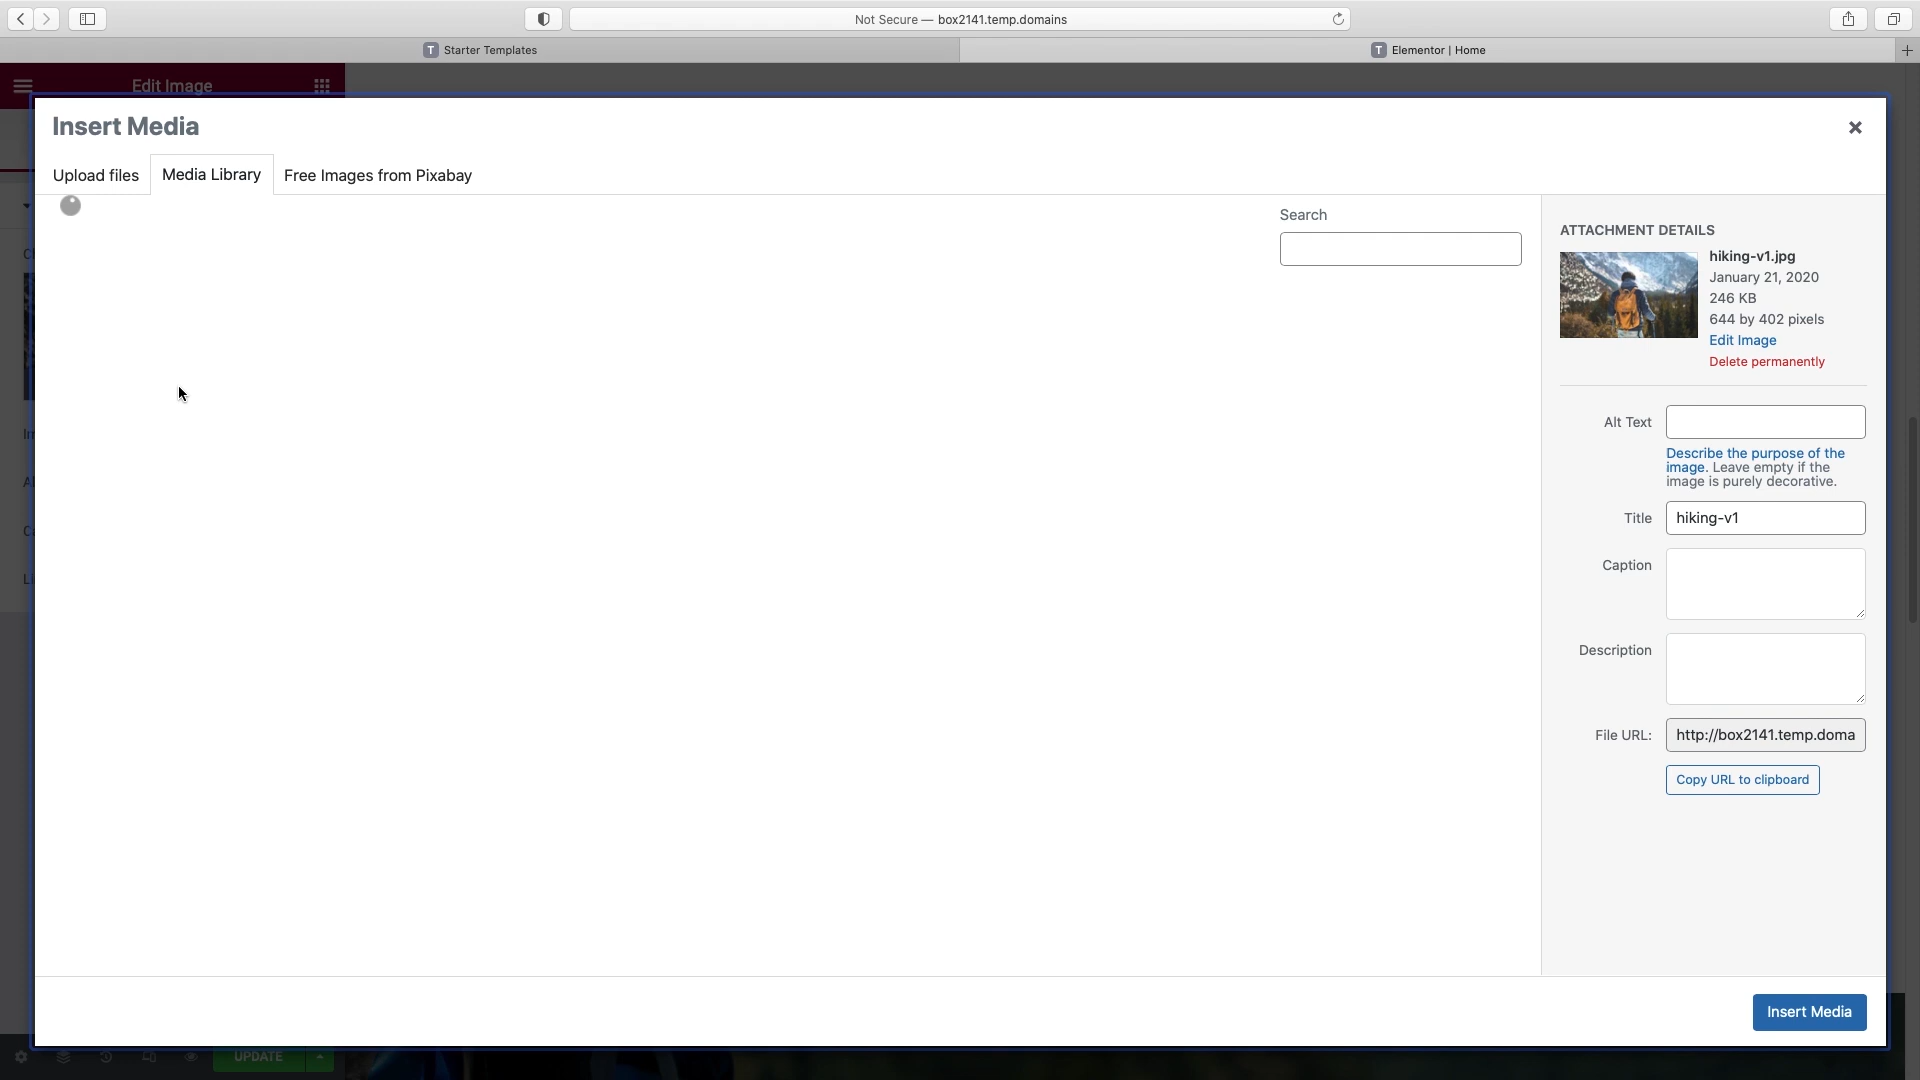 Not Secure — box2141.temp.domains
T Starter Templates
T Elementor | Home
Edit Image
Insert Media
Upload files
Media Library
Free Images from Pixabay
Search
ATTACHMENT DETAILS
hiking-v1.jpg
January 21, 2020
246 KB
644 by 402 pixels
Edit Image
Delete permanently
Alt Text
Describe the purpose of the
image. Leave empty if the
image is purely decorative.
Title
hiking-v1
Caption
Description
File URL:
http://box2141.temp.doma
Copy URL to clipboard
Insert Media
UPDATE